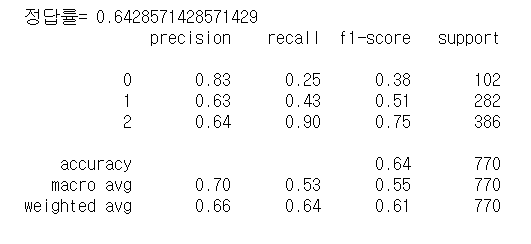 정답률= 0.6428571428571429
precision recall f1-score support
0 0.83 0.25 0.38 102
1 0.63 0.43 0.51 282
2 0.64 0.90 0.75 386
accuracy 0.64 770
macro avg 0.70 0.53 0.55 770
weighted avg 0.66 0.64 0.61 770